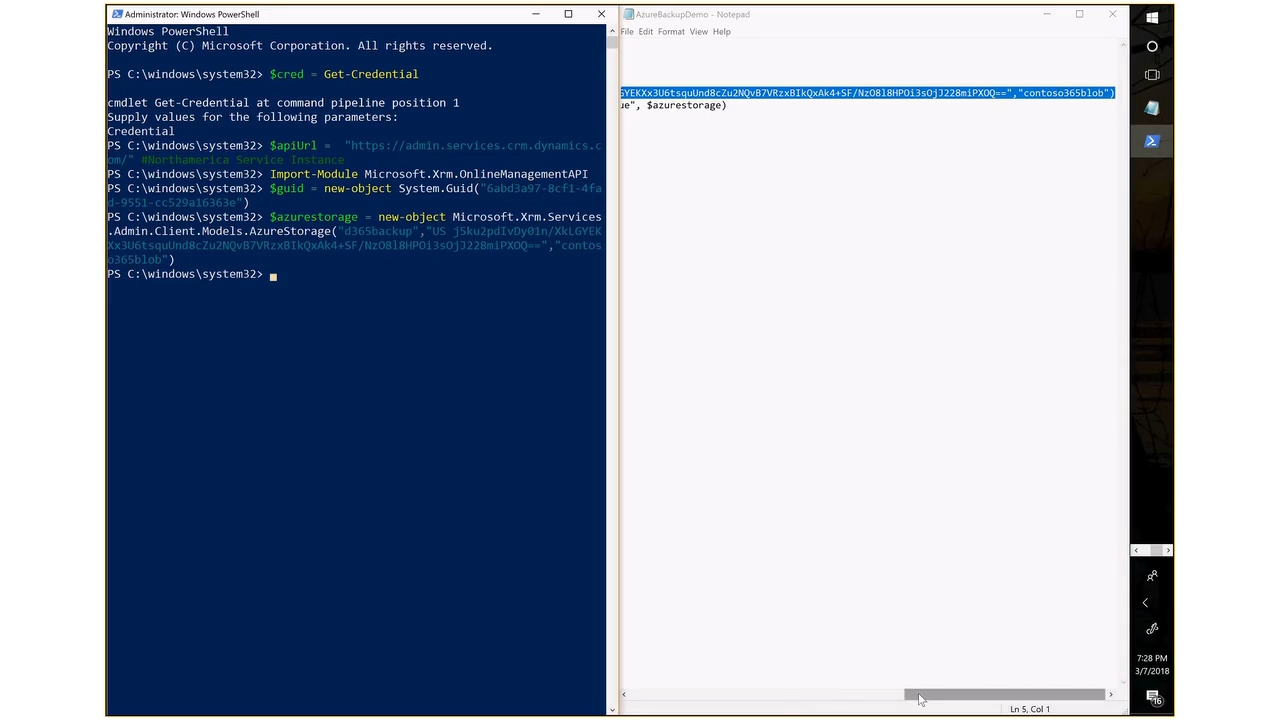 Administrator: Windows PowerShell
Windows PowerShell
Copyright (C) Microsoft Corporation. All rights reserved.
PS C:\windows\system32> $cred = Get-Credential
cmdlet Get-Credential at command pipeline position 1
Supply values for the following parameters:
Credential
PS C:\windows\system32> $apiUrl = "https://admin.services.crm.dynamics.c
om/" #Northamerica Service Instance
PS C:\windows\system32> Import-Module Microsoft.Xrm.OnlineManagementAPI
PS C:\windows\system32> $guid = new-object System.Guid("6abd3a97-8cf1-4fa
d-9551-cc529a16363e")
PS C:\windows\system32> $azurestorage = new-object Microsoft.Xrm.Services
.Admin.Client.Models.AzureStorage("d365backup","US j5ku2pdIvDy01n/XkLGYEK
Xx3U6tsquUnd8cZu2NQvB7VRzxBIkQxAk4+SF/NzO8l8HPOi3sOjJ228miPXOQ==","contos
o365blob")
PS C:\windows\system32>
AzureBackupDemo - Notepad
File Edit Format View Help
GYEKXx3U6tsquUnd8cZu2NQvB7VRzxBIkQxAk4+SF/NzO8l8HPOi3sOjJ228miPXOQ==","contoso365blob")
ue", $azurestorage)
Ln 5, Col 1
7:28 PM
3/7/2018
16